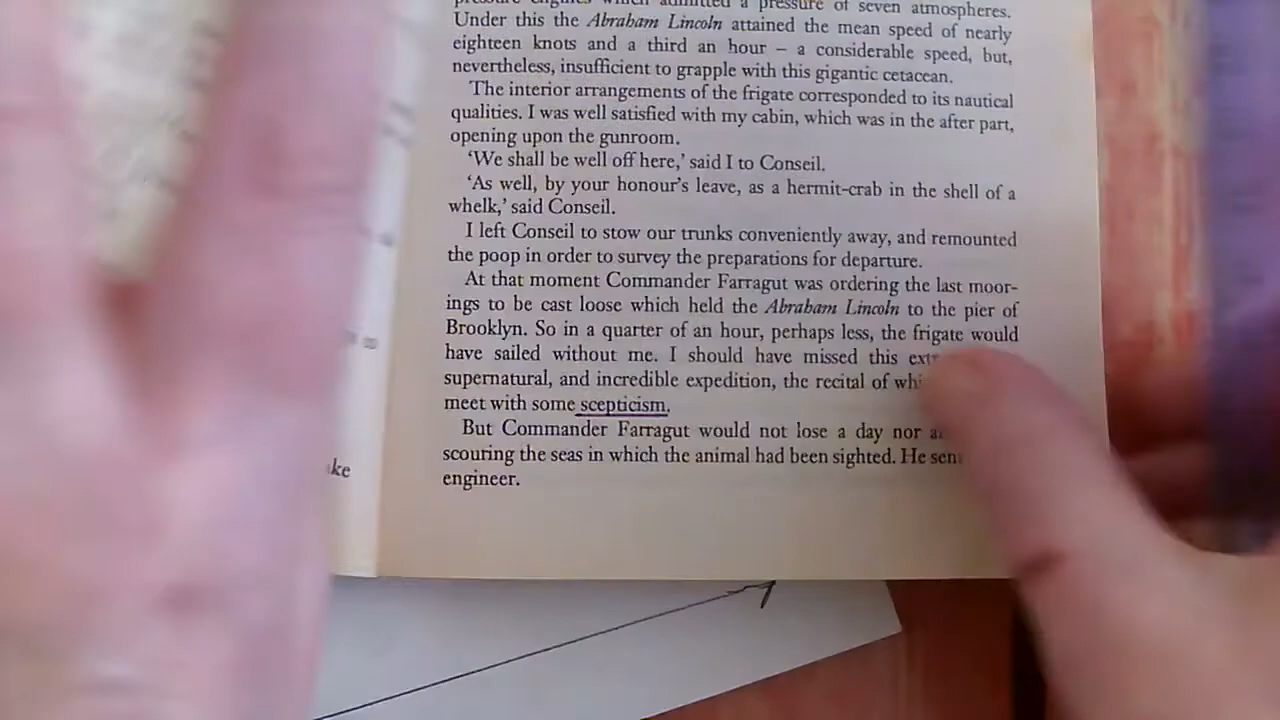 pressure engines which admitted a pressure of seven atmospheres.
Under this the Abraham Lincoln attained the mean speed of nearly
eighteen knots and a third an hour – a considerable speed, but,
nevertheless, insufficient to grapple with this gigantic cetacean.
The interior arrangements of the frigate corresponded to its nautical
qualities. I was well satisfied with my cabin, which was in the after part,
opening upon the gunroom.
‘We shall be well off here,’ said I to Conseil.
‘As well, by your honour’s leave, as a hermit-crab in the shell of a
whelk,’ said Conseil.
I left Conseil to stow our trunks conveniently away, and remounted
the poop in order to survey the preparations for departure.
At that moment Commander Farragut was ordering the last moor-
ings to be cast loose which held the Abraham Lincoln to the pier of
Brooklyn. So in a quarter of an hour, perhaps less, the frigate would
have sailed without me. I should have missed this
supernatural, and incredible expedition, the recital of
meet with some scepticism.
But Commander Farragut would not lose a day nor
scouring the seas in which the animal had been sighted. He
engineer.
ke